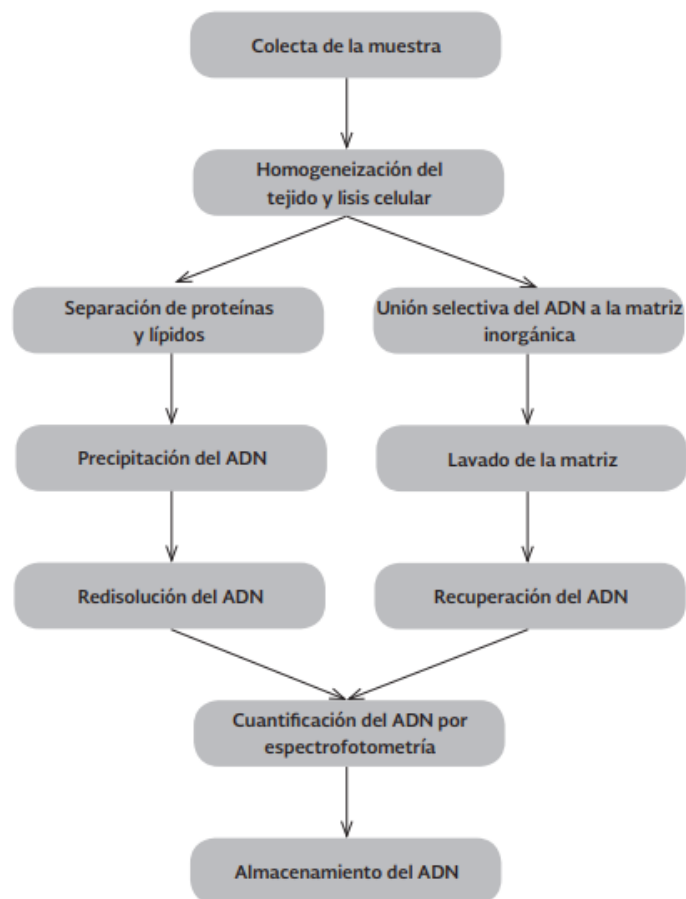 Colecta de la muestra
Homogeneización del
tejido y lisis celular
Separación de proteínas
y lípidos
Unión selectiva del ADN a la matriz
inorgánica
Precipitación del ADN
Lavado de la matriz
Redisolución del ADN
Recuperación del ADN
Cuantificación del ADN por
espectrofotometría
Almacenamiento del ADN